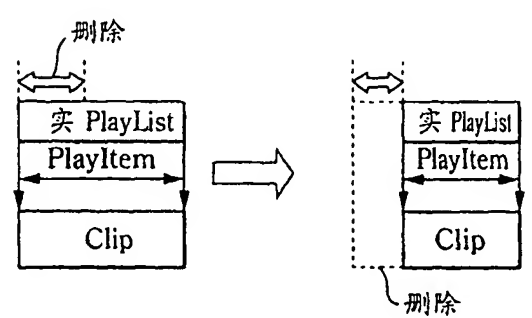 删除
实 PlayList
PlayItem
Clip
实 PlayList
PlayItem
Clip
删除